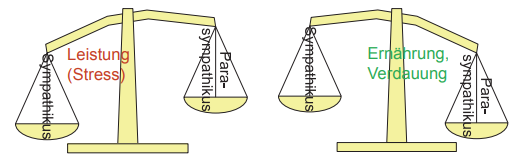 Sympathikus
Leistung
(Stress)
Para-
sympathikus
Sympathikus
Ernährung,
Verdauung
Para-
sympathikus